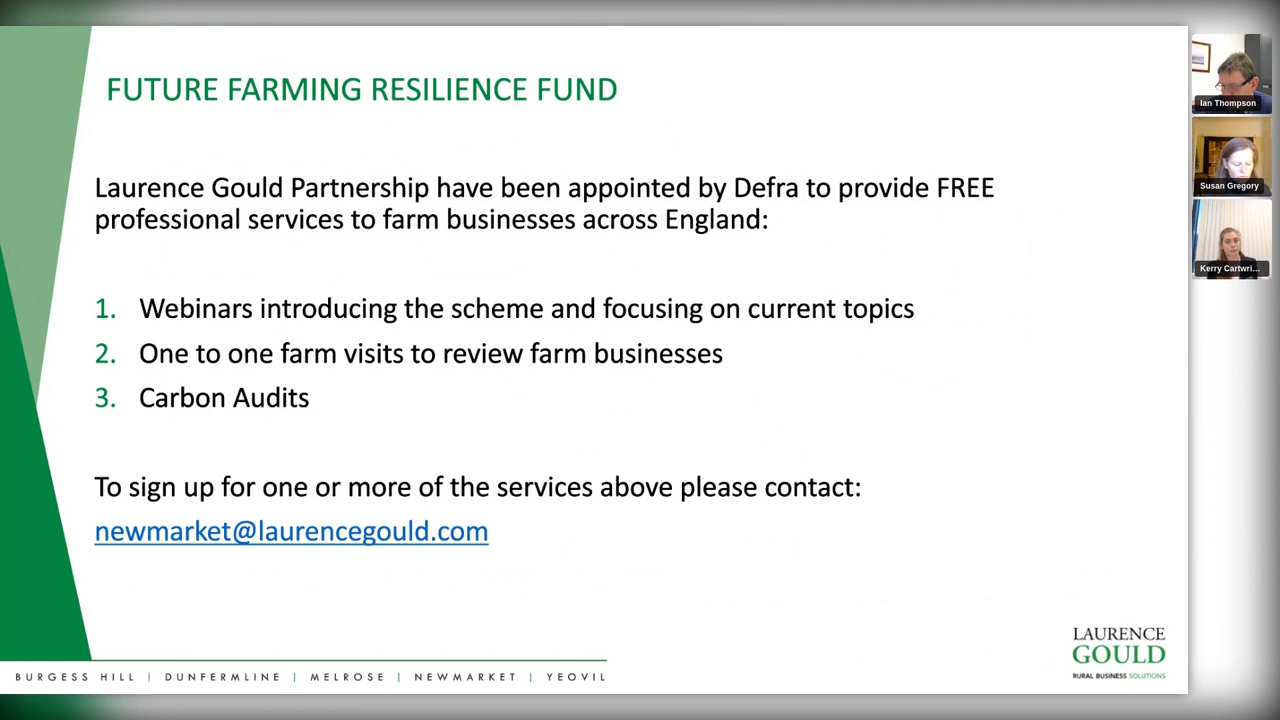 FUTURE FARMING RESILIENCE FUND
Laurence Gould Partnership have been appointed by Defra to provide FREE
professional services to farm businesses across England:
1. Webinars introducing the scheme and focusing on current topics
2. One to one farm visits to review farm businesses
3. Carbon Audits
To sign up for one or more of the services above please contact:
newmarket@laurencegould.com
LAURENCE
GOULD
RURAL BUSINESS SOLUTIONS
BURGESS HILL | DUNFERMLINE | MELROSE | NEWMARKET | YEOVIL
Ian Thompson
Susan Gregory
Kerry Cartwri...